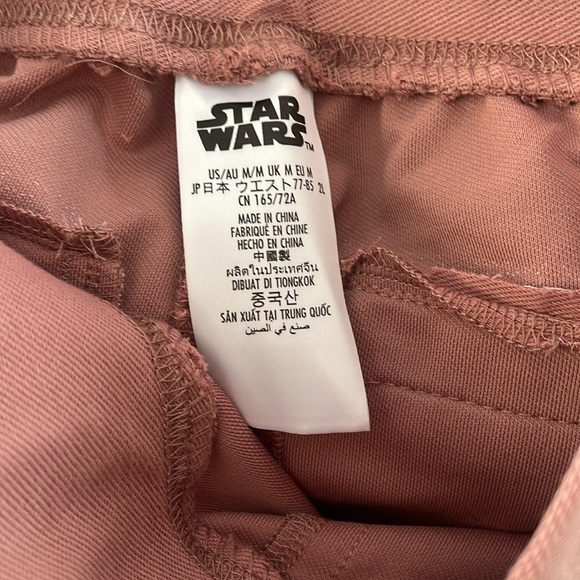 STAR
WARS™
US/AU M/M UK M EU M
JP日本 ウエスト77-85 2L
CN 165/72A
MADE IN CHINA
FABRIQUÉ EN CHINE
HECHO EN CHINA
中國製
ผลิตในประเทศจีน
DIBUAT DI TIONGKOK
중국산
SẢN XUẤT TẠI TRUNG QUỐC
صنع في الصين